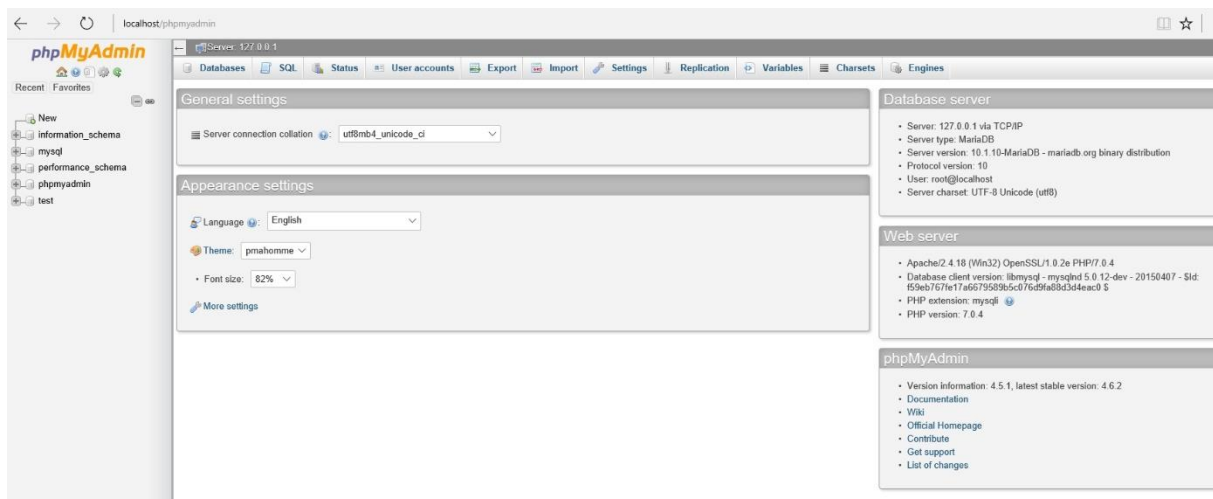 localhost/phpmyadmin
phpMyAdmin
Recent Favorites
New
information_schema
mysql
performance_schema
phpmyadmin
test
Server: 127.0.0.1
Databases SQL Status User accounts Export Import Settings Replication Variables Charsets Engines
General settings
Server connection collation : utf8mb4_unicode_ci
Appearance settings
Language : English
Theme: pmahomme
• Font size: 82%
More settings
Database server
• Server: 127.0.0.1 via TCP/IP
• Server type: MariaDB
• Server version: 10.1.10-MariaDB - mariadb.org binary distribution
• Protocol version: 10
• User: root@localhost
• Server charset: UTF-8 Unicode (utf8)
Web server
• Apache/2.4.18 (Win32) OpenSSL/1.0.2e PHP/7.0.4
• Database client version: libmysql - mysqlnd 5.0.12-dev - 20150407 - $Id:
f59eb767fe17a6679589b5c076d9fa88d3d4eac0 $
• PHP extension: mysqli
• PHP version: 7.0.4
phpMyAdmin
• Version information: 4.5.1, latest stable version: 4.6.2
• Documentation
• Wiki
• Official Homepage
• Contribute
• Get support
• List of changes